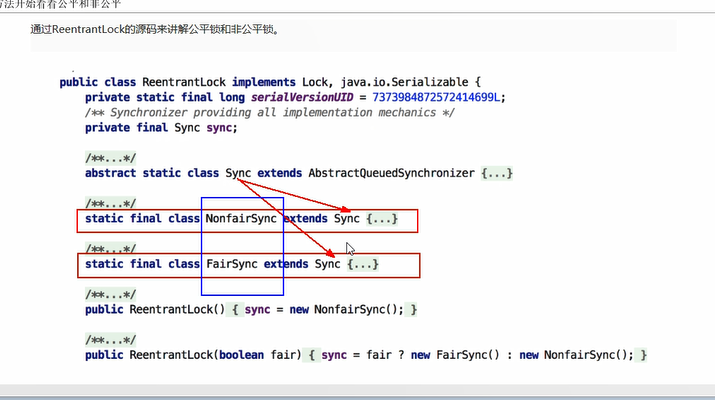 方法开始看看公平和非公平
通过ReentrantLock的源码来讲解公平锁和非公平锁。
public class ReentrantLock implements Lock, java.io.Serializable {
private static final long serialVersionUID = 7373984872572414699L;
/** Synchronizer providing all implementation mechanics */
private final Sync sync;
/**...*/
abstract static class Sync extends AbstractQueuedSynchronizer {...}
/**...*/
static final class NonfairSync extends Sync {...}
/**...*/
static final class FairSync extends Sync {...}
/**...*/
public ReentrantLock() { sync = new NonfairSync(); }
/**...*/
public ReentrantLock(boolean fair) { sync = fair ? new FairSync() : new NonfairSync(); }